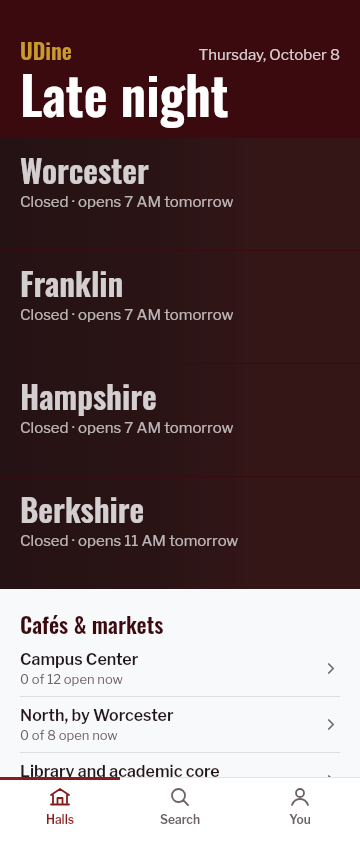 UDine
Thursday, October 8
Late night
Worcester
Closed · opens 7 AM tomorrow
Franklin
Closed · opens 7 AM tomorrow
Hampshire
Closed · opens 7 AM tomorrow
Berkshire
Closed · opens 11 AM tomorrow
Cafés & markets
Campus Center
0 of 12 open now
North, by Worcester
0 of 8 open now
Library and academic core
Halls
Search
You